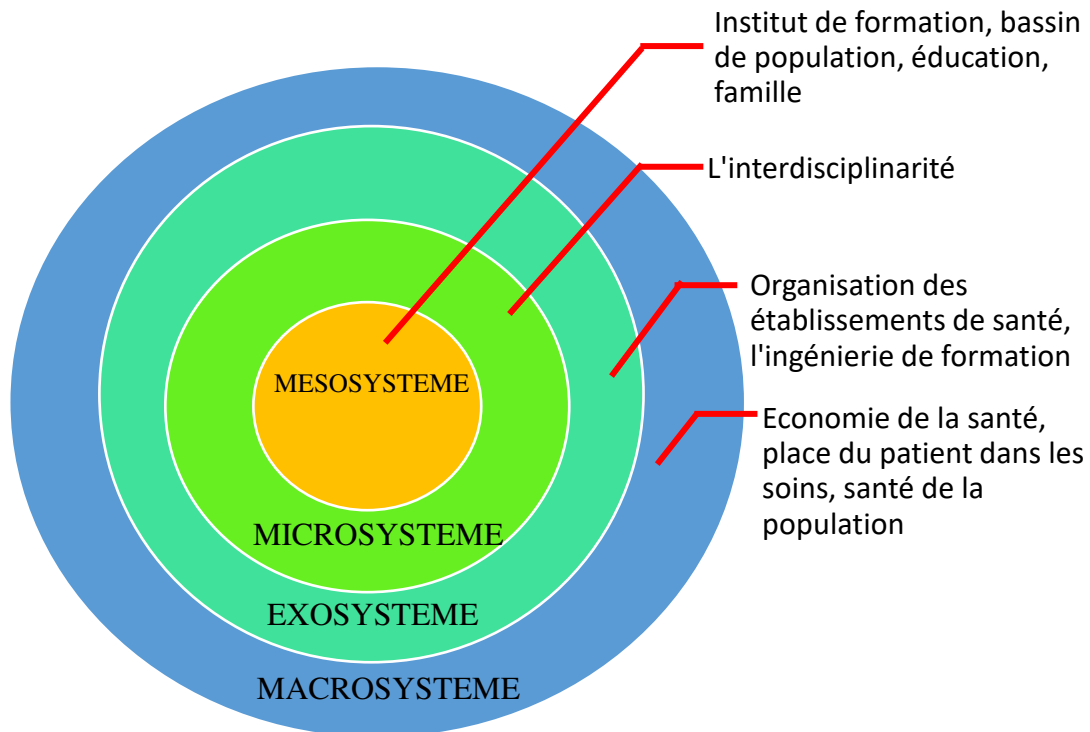 Institut de formation, bassin
de population, éducation,
famille
L'interdisciplinarité
Organisation des
établissements de santé,
l'ingénierie de formation
Economie de la santé,
place du patient dans les
soins, santé de la
population
MESOSYSTEME
MICROSYSTEME
EXOSYSTEME
MACROSYSTEME